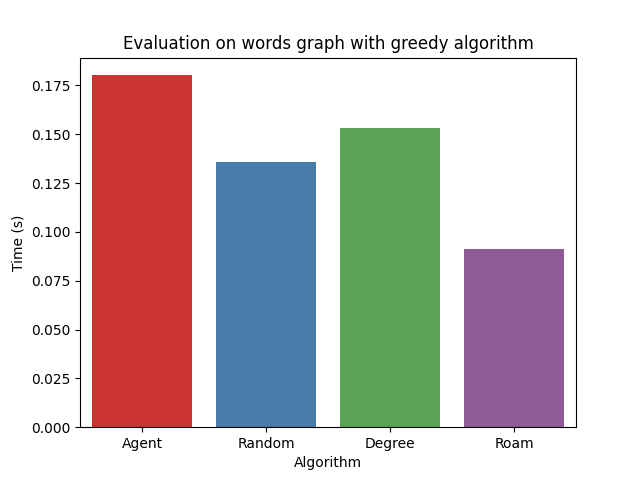 Evaluation on words graph with greedy algorithm
Time (s)
0.175
0.150
0.125
0.100
0.075
0.050
0.025
0.000
Agent Random Degree Roam
Algorithm